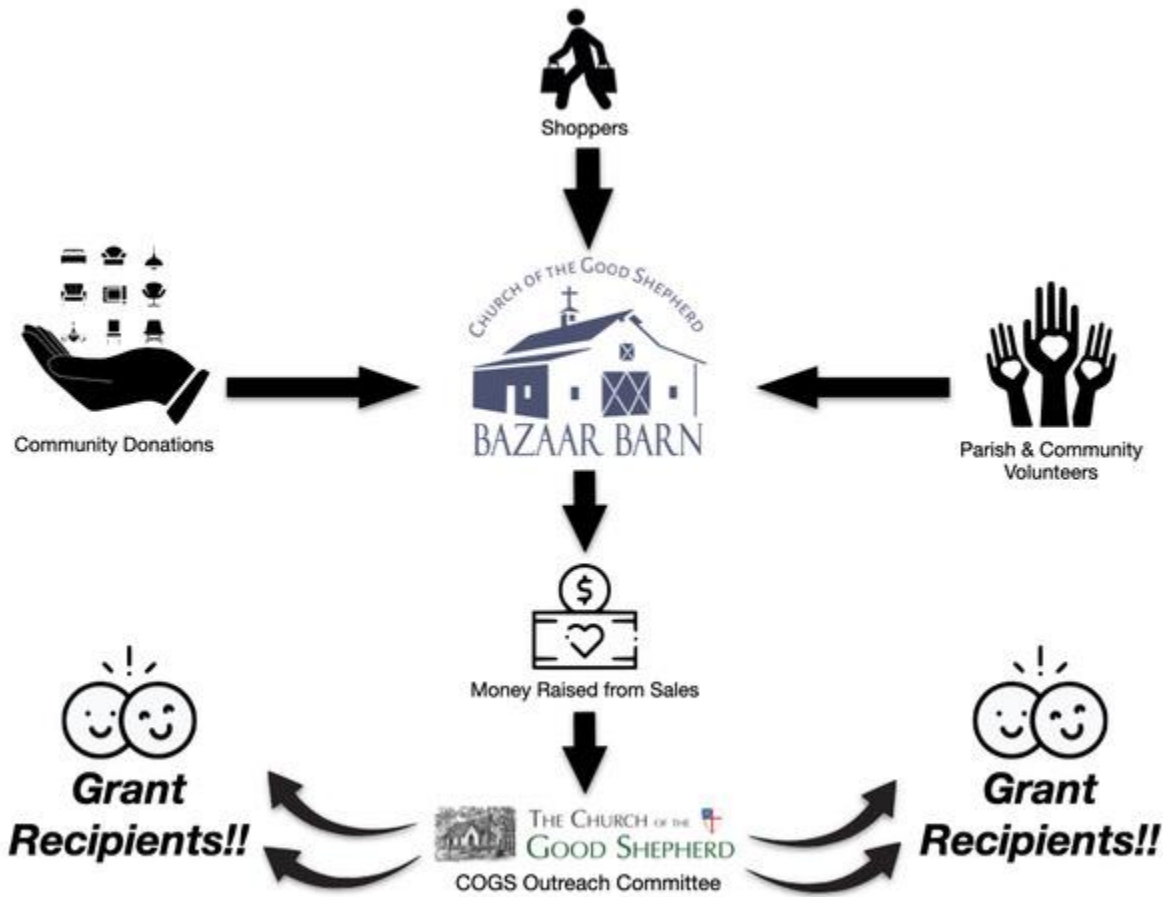 Shoppers
CHURCH OF THE GOOD SHEPHERD
BAZAAR BARN
Community Donations
Parish & Community
Volunteers
$
Money Raised from Sales
!
Grant
Recipients!!
!
Grant
Recipients!!
THE CHURCH OF THE
GOOD SHEPHERD
COGS Outreach Committee